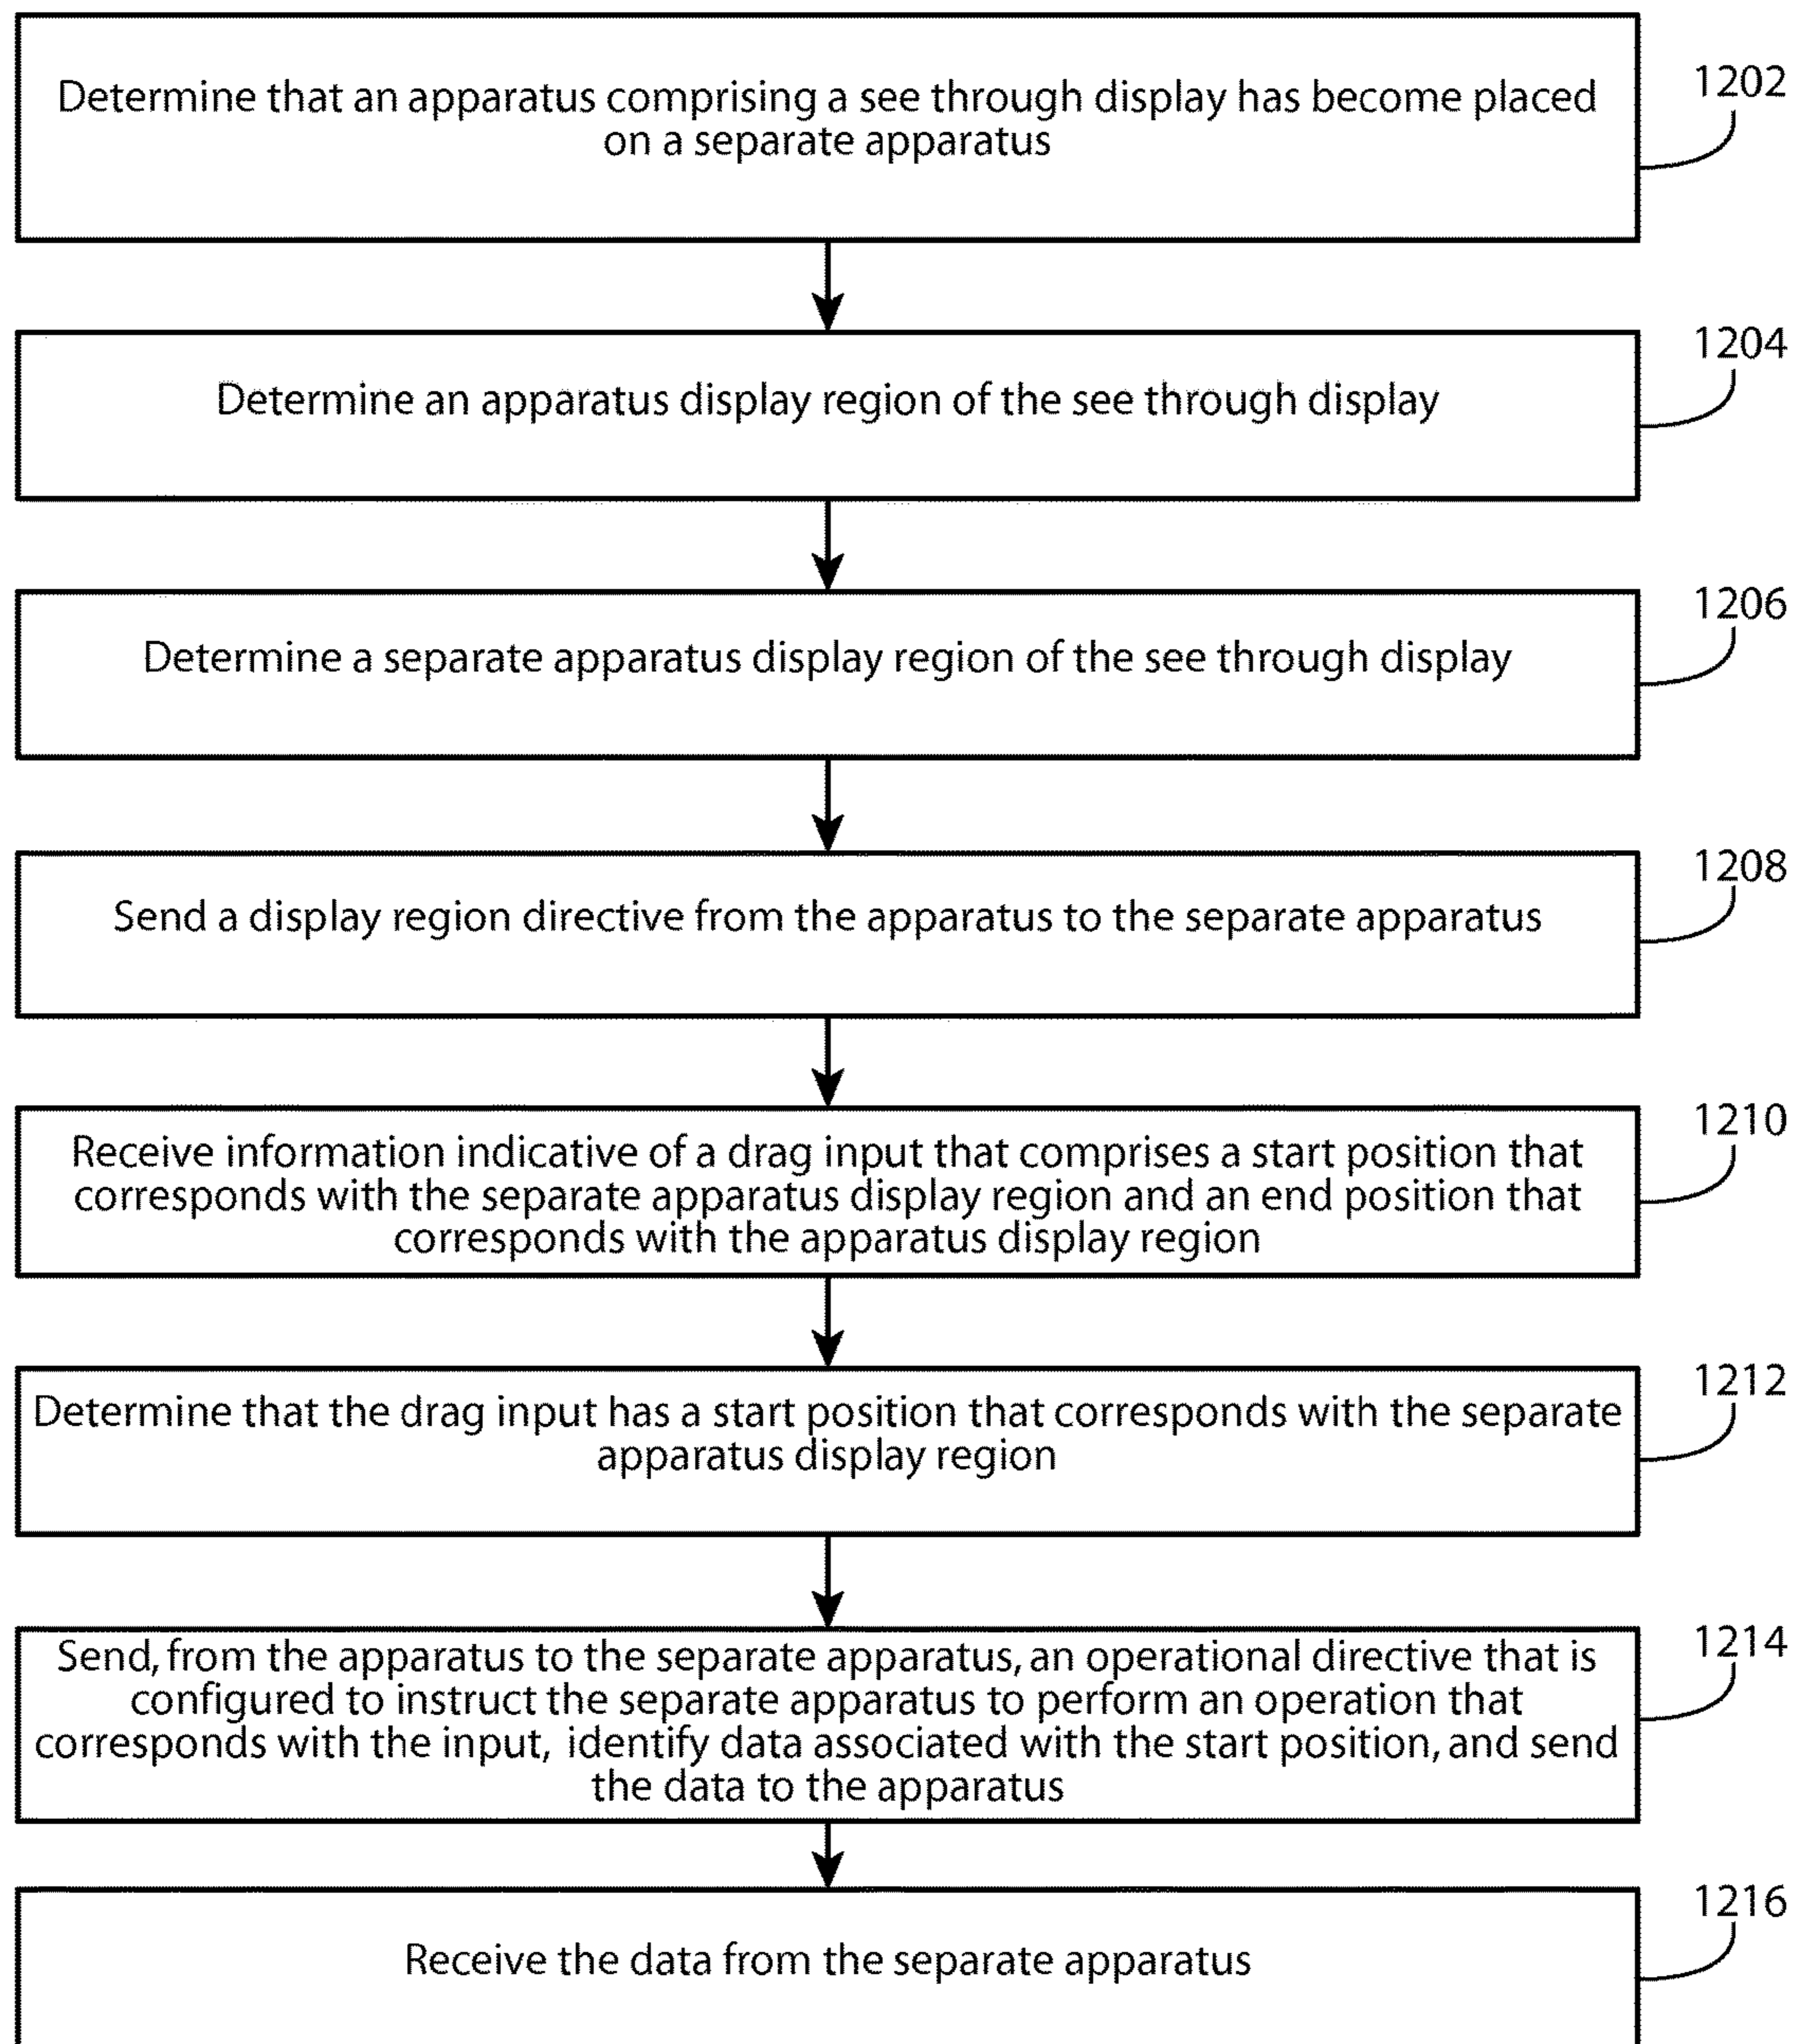 Determine that an apparatus comprising a see through display has become placed
on a separate apparatus
1202
Determine an apparatus display region of the see through display
1204
Determine a separate apparatus display region of the see through display
1206
Send a display region directive from the apparatus to the separate apparatus
1208
Receive information indicative of a drag input that comprises a start position that
corresponds with the separate apparatus display region and an end position that
corresponds with the apparatus display region
1210
Determine that the drag input has a start position that corresponds with the separate
apparatus display region
1212
Send, from the apparatus to the separate apparatus, an operational directive that is
configured to instruct the separate apparatus to perform an operation that
corresponds with the input, identify data associated with the start position, and send
the data to the apparatus
1214
Receive the data from the separate apparatus
1216